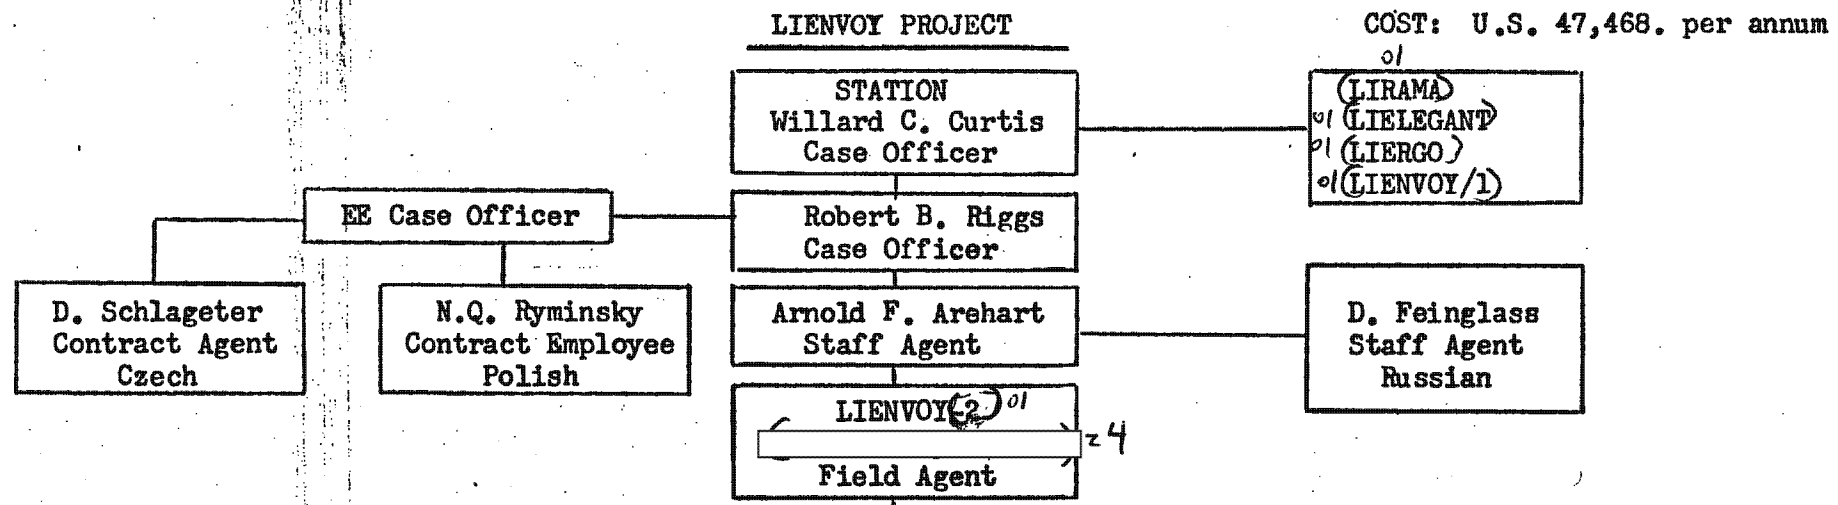 LIENVOY PROJECT
COST: U.S. 47,468. per annum
01
STATION
Willard C. Curtis
Case Officer
(LIRAMA)
01 (LIELEGANT)
01 (LIERGO)
01 (LIENVOY/1)
EE Case Officer
Robert B. Riggs
Case Officer
D. Schlageter
Contract Agent
Czech
N.Q. Ryminsky
Contract Employee
Polish
Arnold F. Arehart
Staff Agent
D. Feinglass
Staff Agent
Russian
LIENVOY(-2) 01
( ) 24
Field Agent